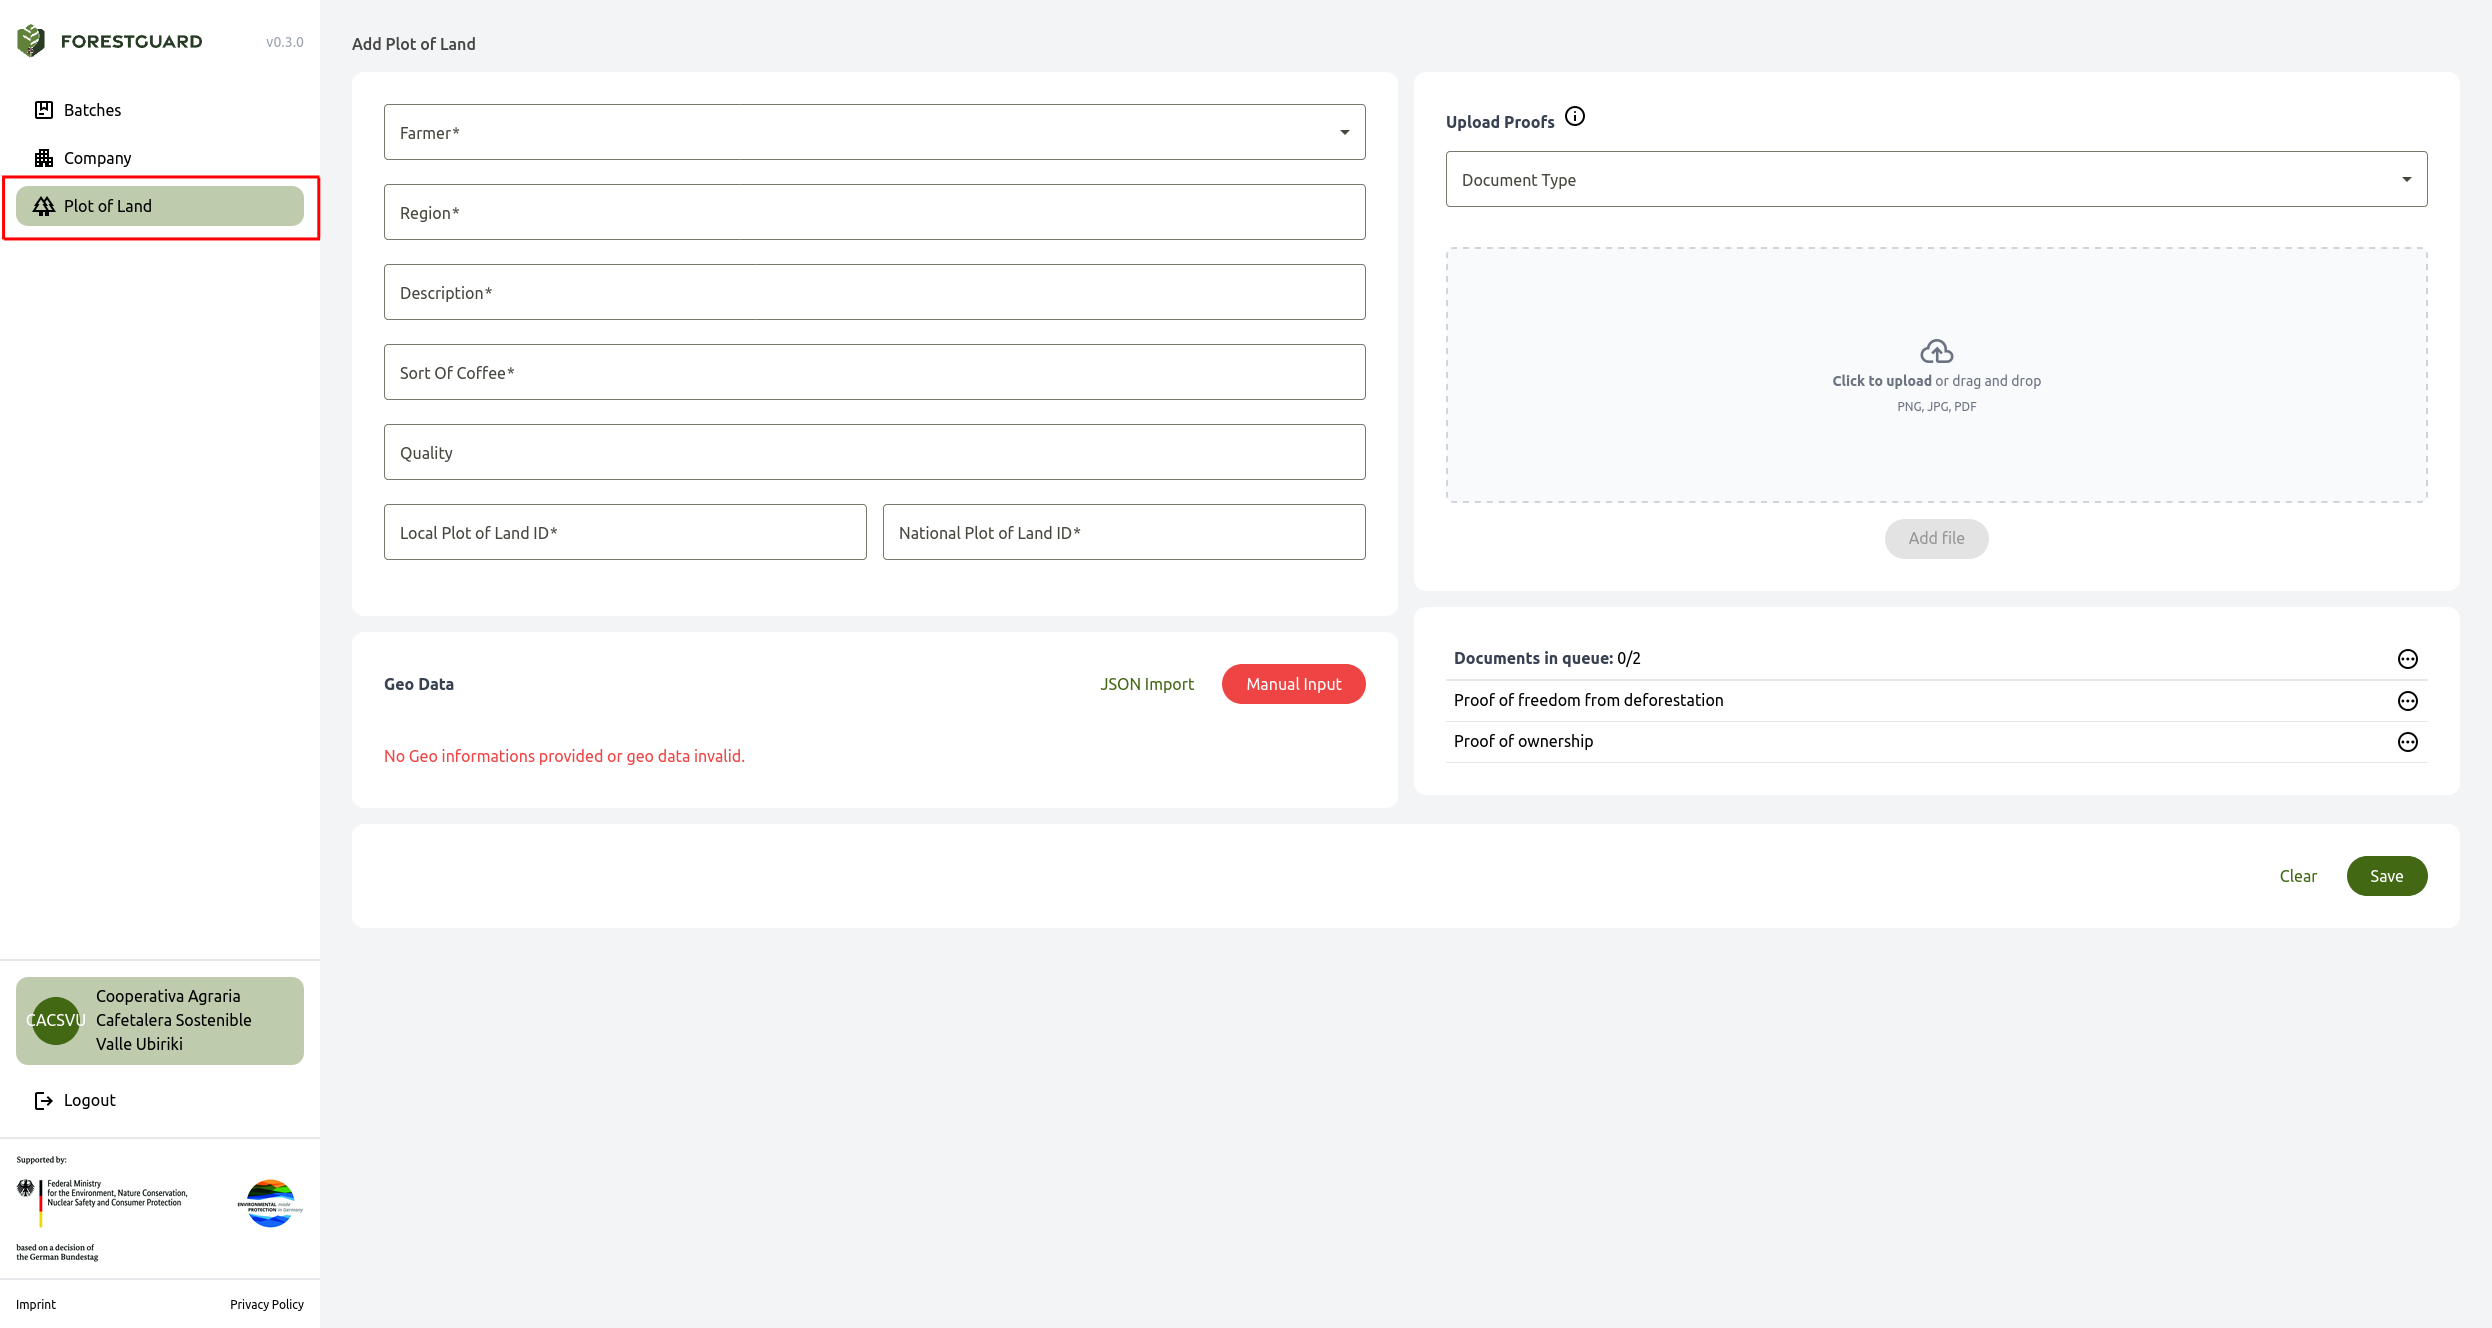 FORESTGUARD
v0.3.0
Batches
Company
Plot of Land
Cooperativa Agraria
Cafetalera Sostenible
Valle Ubiriki
CACSVU
Logout
Supported by:
Federal Ministry
for the Environment, Nature Conservation,
Nuclear Safety and Consumer Protection
ENVIRONMENTAL made
PROTECTION in Germany
based on a decision of
the German Bundestag
Imprint
Privacy Policy
Add Plot of Land
Farmer*
Region*
Description*
Sort Of Coffee*
Quality
Local Plot of Land ID*
National Plot of Land ID*
Geo Data
JSON Import
Manual Input
No Geo informations provided or geo data invalid.
Upload Proofs
Document Type
Click to upload or drag and drop
PNG, JPG, PDF
Add file
Documents in queue: 0/2
Proof of freedom from deforestation
Proof of ownership
Clear
Save